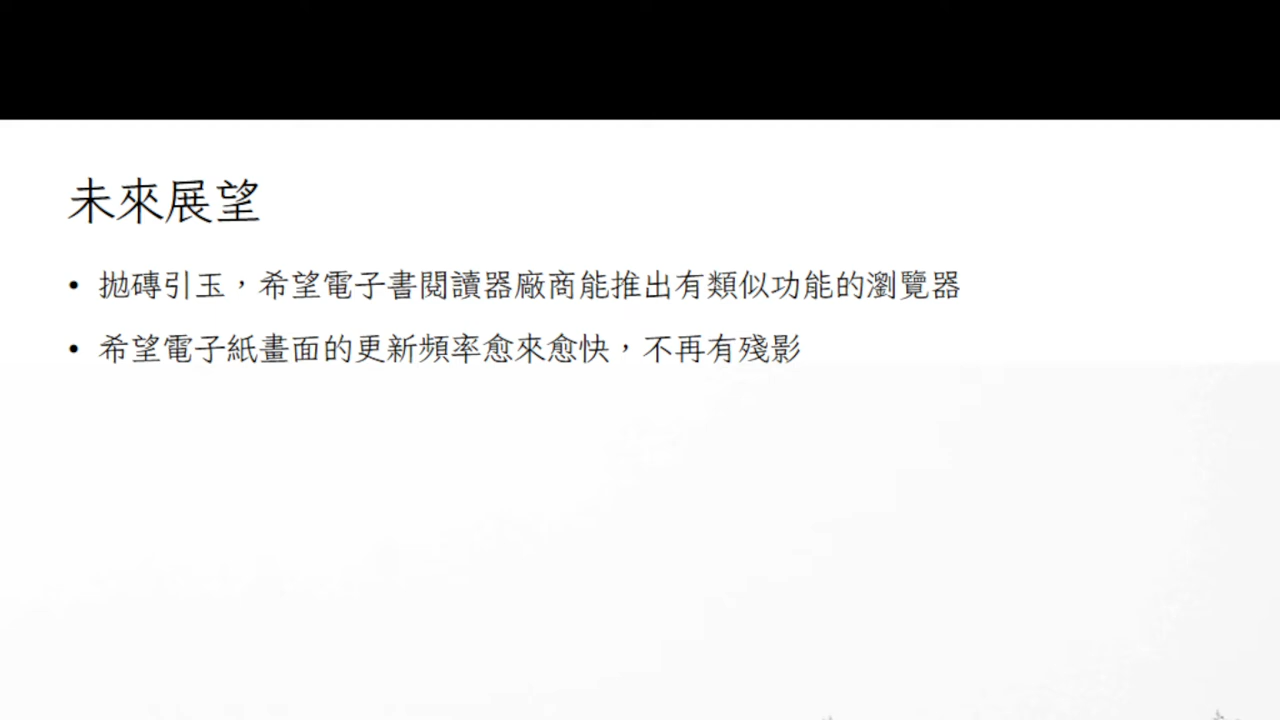 未來展望
• 拋磚引玉，希望電子書閱讀器廠商能推出有類似功能的瀏覽器
• 希望電子紙畫面的更新頻率愈來愈快，不再有殘影